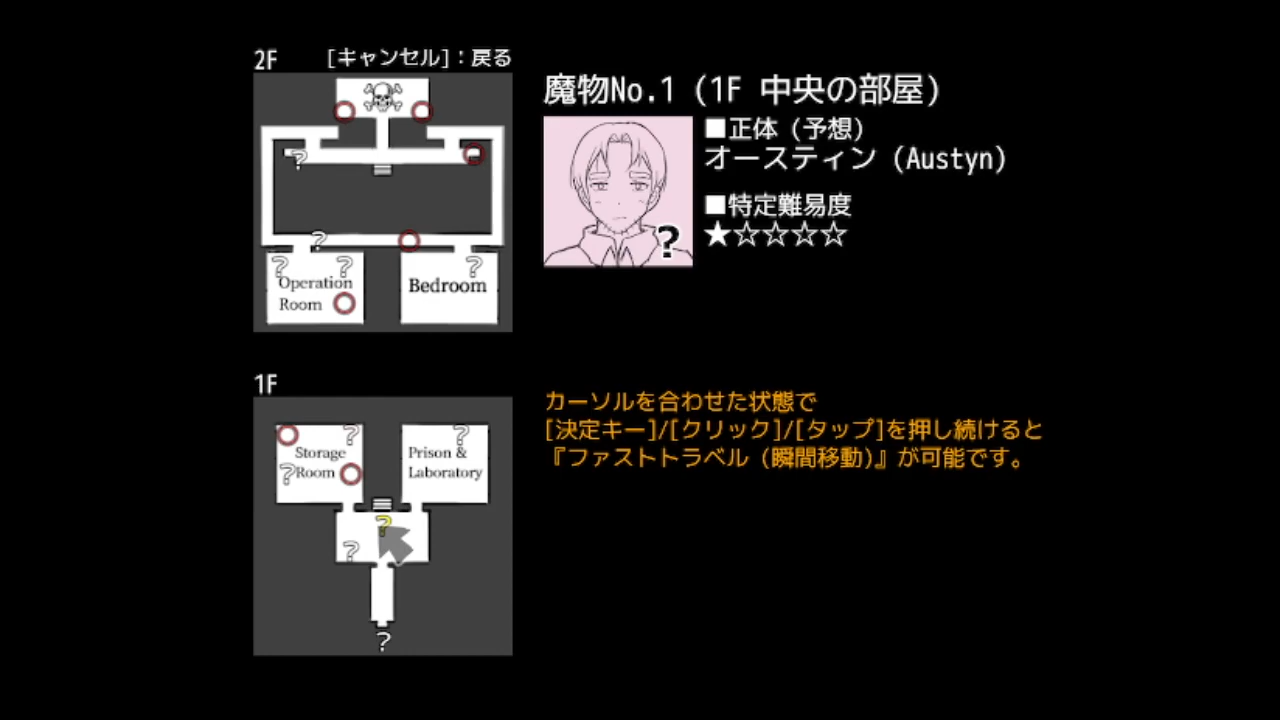 2F [キャンセル]:戻る
?
?
? ? ?
Operation
Room
Bedroom
魔物No.1 (1F 中央の部屋)
■正体 (予想)
オースティン (Austyn)
?
■特定難易度
★☆☆☆☆
1F
? ?
Storage
?Room
Prison &
Laboratory
?
?
?
カーソルを合わせた状態で
[決定キー]/[クリック]/[タップ]を押し続けると
『ファストトラベル (瞬間移動)』が可能です。